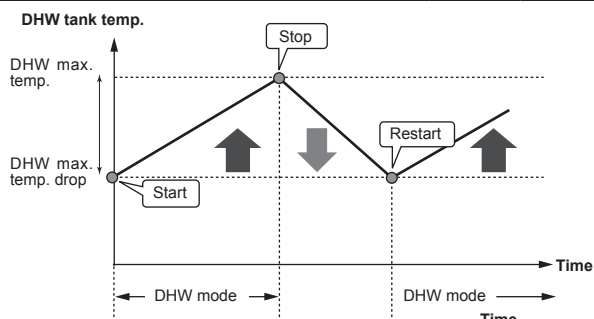 DHW tank temp.
Stop
DHW max.
temp.
Restart
DHW max.
temp. drop
Start
Time
DHW mode
DHW mode
Time